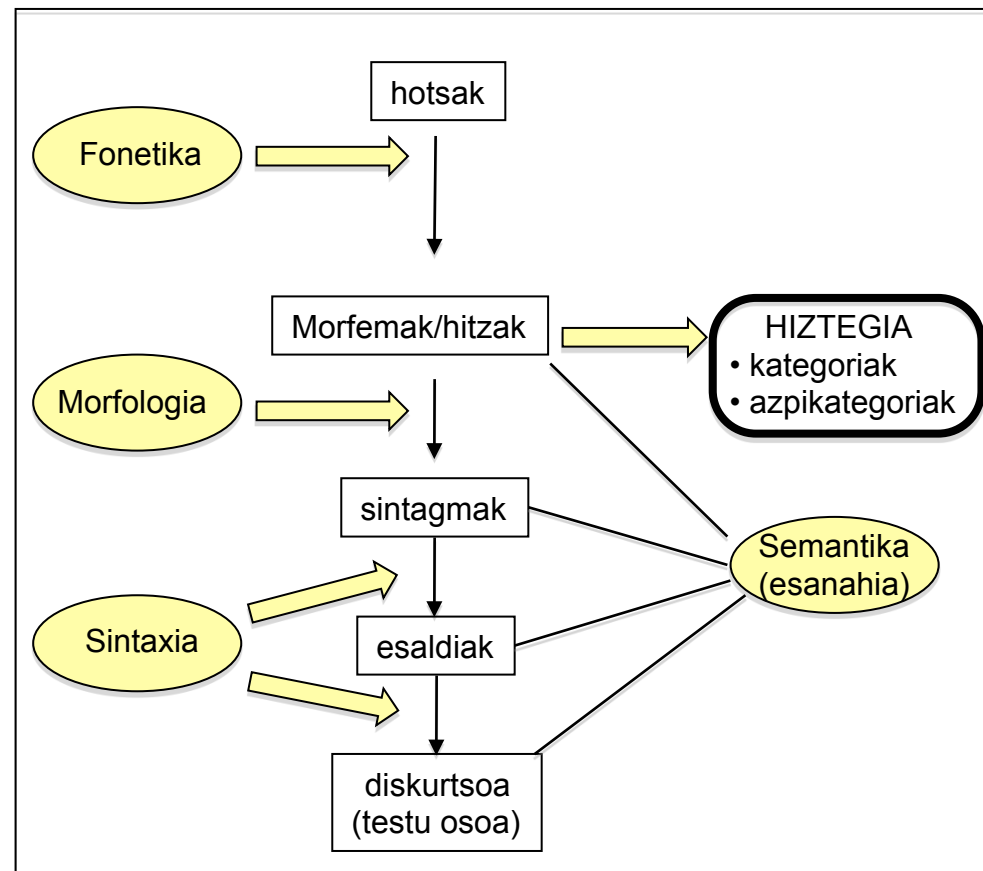 hotsak
Fonetika
Morfemak/hitzak
HIZTEGIA
• kategoriak
• azpikategoriak
Morfologia
sintagmak
Semantika
(esanahia)
Sintaxia
esaldiak
diskurtsoa
(testu osoa)